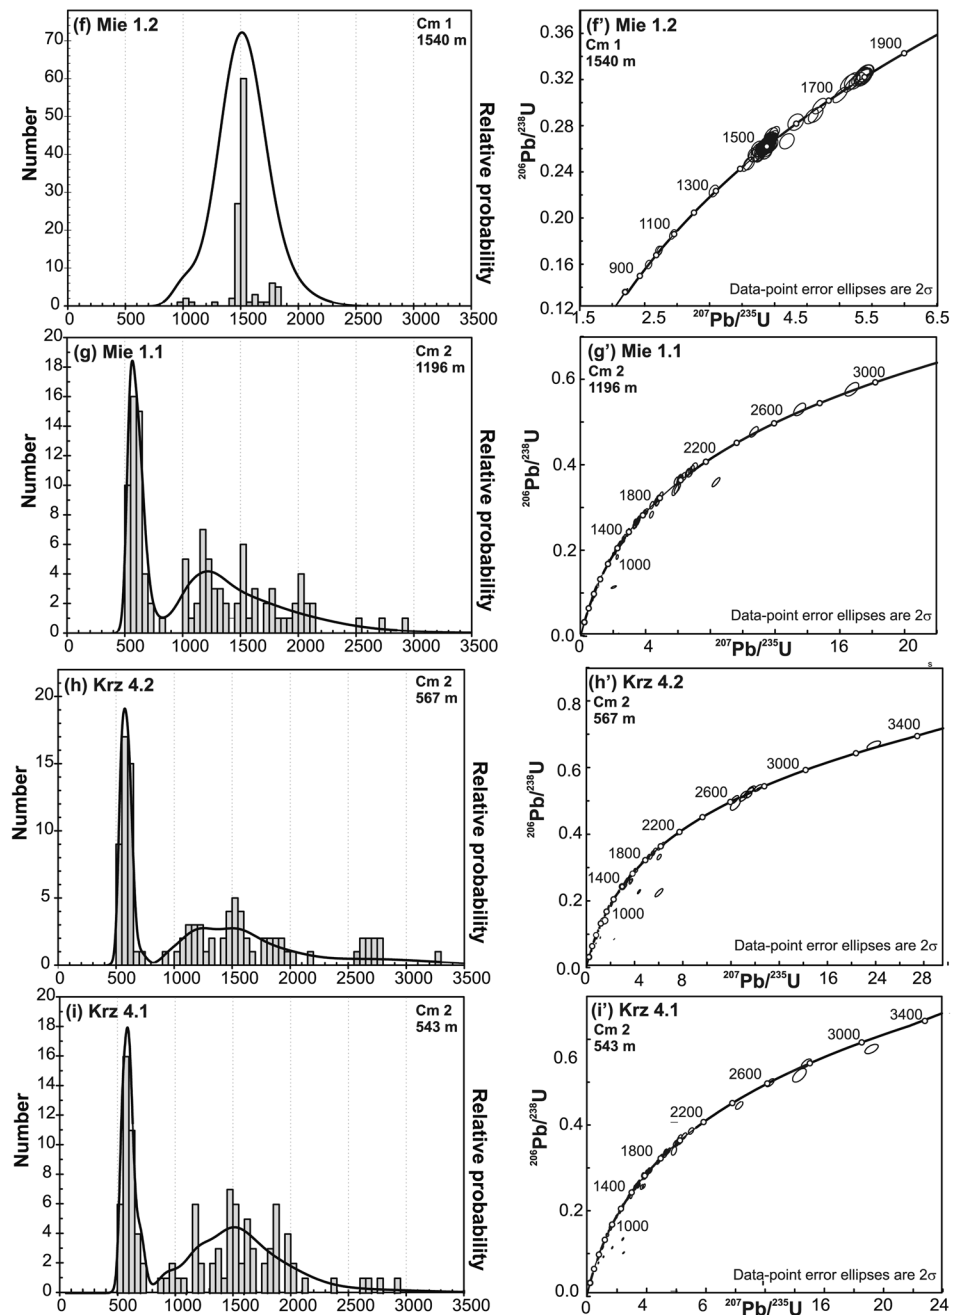 (f) Mie 1.2
Cm 1
1540 m
Number
Relative probability
70
60
50
40
30
20
10
0
0 500 1000 1500 2000 2500 3000 3500
(f') Mie 1.2
Cm 1
1540 m
²⁰⁶Pb/²³⁸U
0.36
0.32
0.28
0.24
0.20
0.16
0.12
1900
1700
1500
1300
1100
900
Data-point error ellipses are 2σ
1.5 2.5 ²⁰⁷Pb/²³⁵U 4.5 5.5 6.5
(g) Mie 1.1
Cm 2
1196 m
Number
Relative probability
20
18
16
14
12
10
8
6
4
2
0
0 500 1000 1500 2000 2500 3000 3500
(g') Mie 1.1
Cm 2
1196 m
²⁰⁶Pb/²³⁸U
0.6
0.4
0.2
0.0
3000
2600
2200
1800
1400
1000
Data-point error ellipses are 2σ
0 4 ²⁰⁷Pb/²³⁵U 16 20
s
(h) Krz 4.2
Cm 2
567 m
Number
Relative probability
20
15
10
5
0
0 500 1000 1500 2000 2500 3000 3500
(h') Krz 4.2
Cm 2
567 m
²⁰⁶Pb/²³⁸U
0.8
0.6
0.4
0.2
0.0
3400
3000
2600
2200
1800
1400
1000
Data-point error ellipses are 2σ
0 4 8 ²⁰⁷Pb/²³⁵U 16 20 24 28
(i) Krz 4.1
Cm 2
543 m
Number
Relative probability
20
18
16
14
12
10
8
6
4
2
0
0 500 1000 1500 2000 2500 3000 3500
(i') Krz 4.1
Cm 2
543 m
²⁰⁶Pb/²³⁸U
0.6
0.4
0.2
0.0
3400
3000
2600
2200
1800
1400
1000
Data-point error ellipses are 2σ
0 4 8 ²⁰⁷Pb/²³⁵U 16 20 24